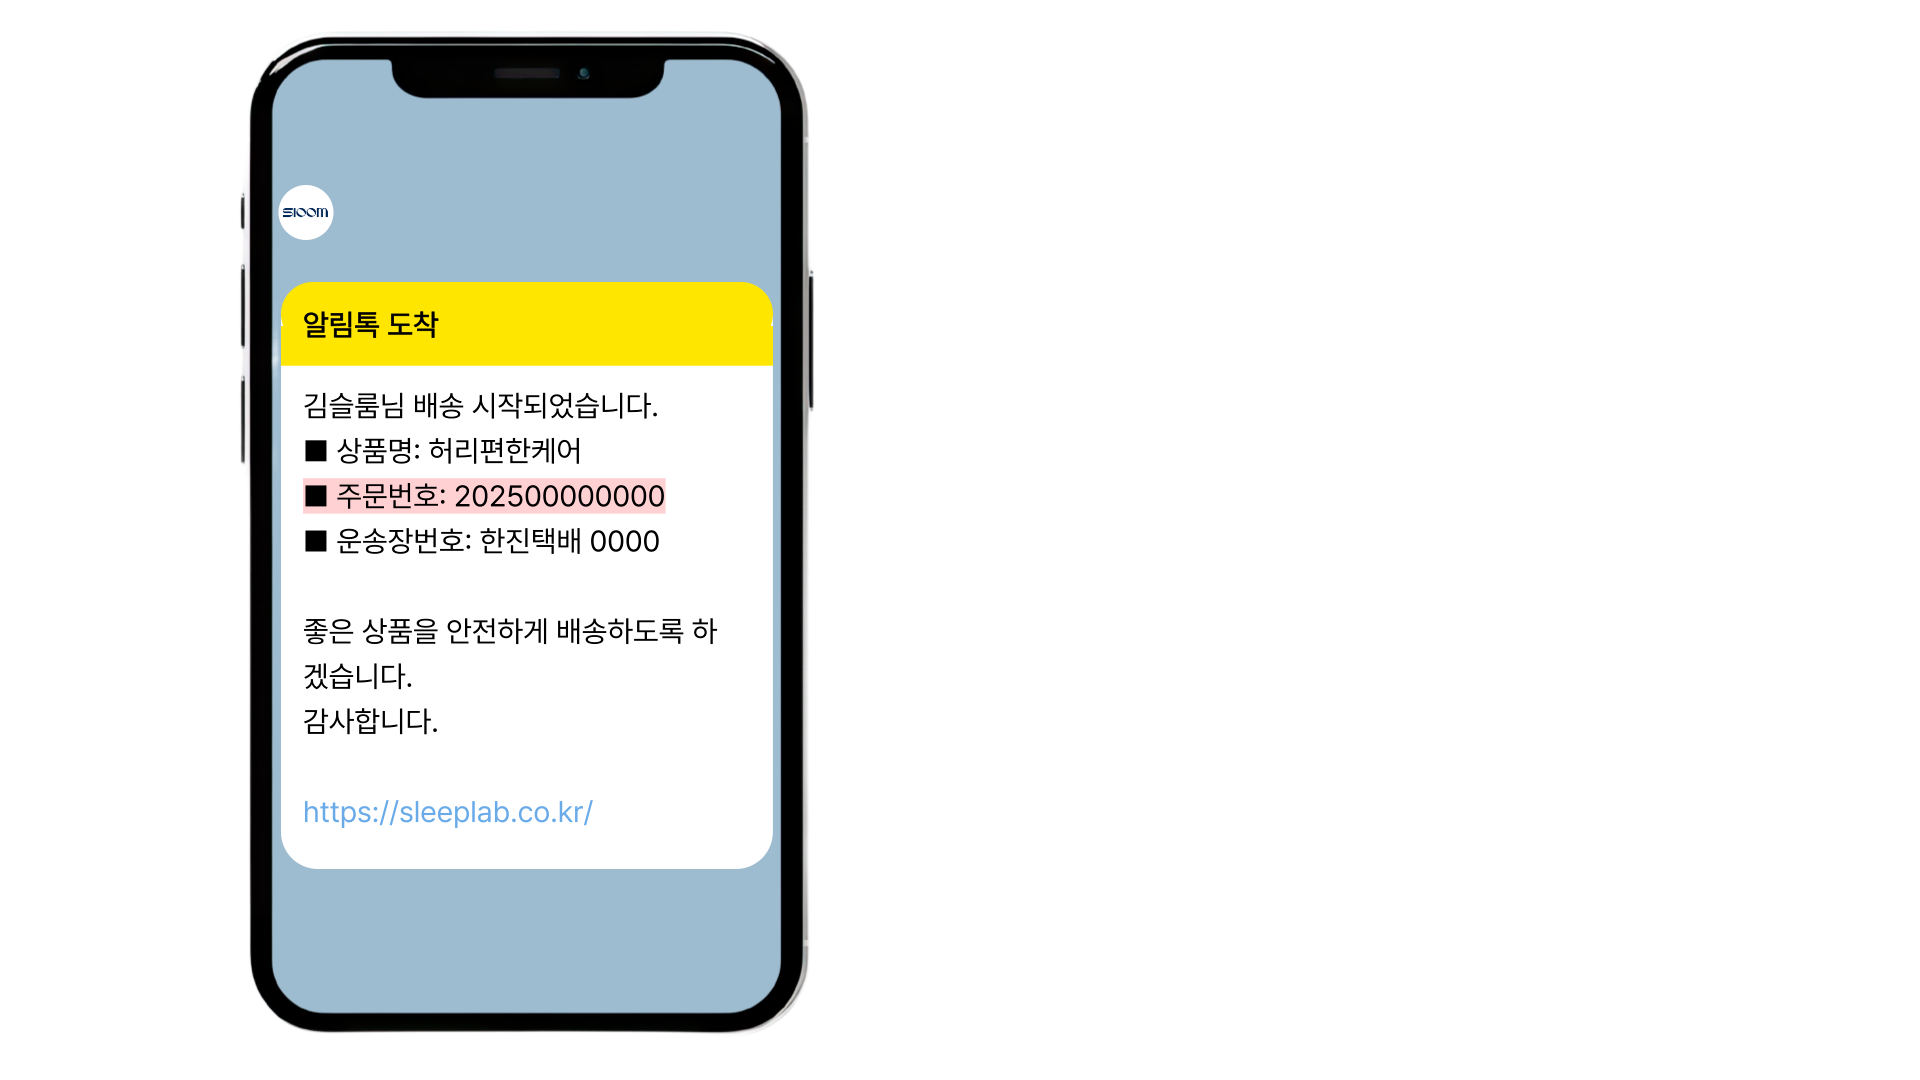 sloom
알림톡 도착
김슬룸님 배송 시작되었습니다.
■ 상품명: 허리편한케어
■ 주문번호: 202500000000
■ 운송장번호: 한진택배 0000
좋은 상품을 안전하게 배송하도록 하
겠습니다.
감사합니다.
https://sleeplab.co.kr/